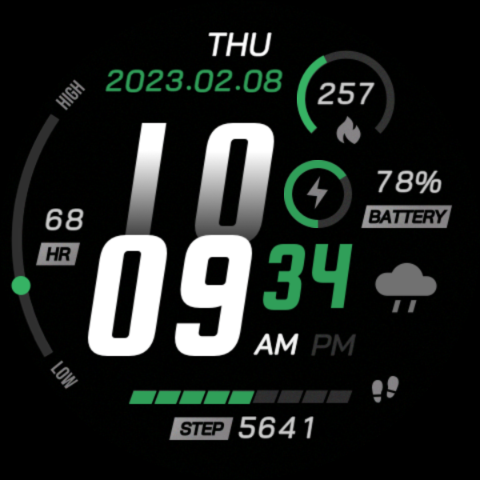 THU
2023.02.08
HIGH
257
10
78%
BATTERY
68
HR
09
34
LOW
AM PM
STEP 5641